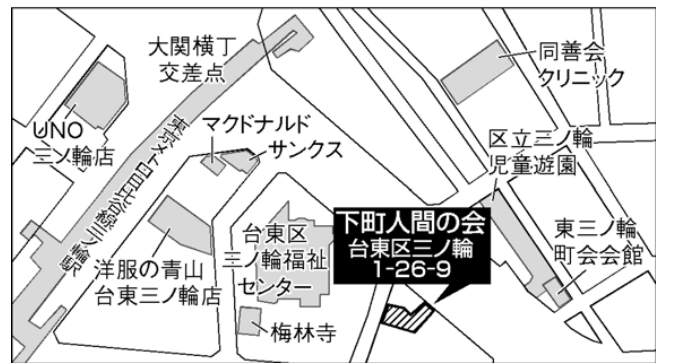 大関横丁
交差点
同善会
クリニック
UNO
三ノ輪店
東京メトロ日比谷線三ノ輪駅
マクドナルド
サンクス
区立三ノ輪
児童遊園
下町人間の会
台東区三ノ輪
1-26-9
台東区
三ノ輪福祉
センター
東三ノ輪
町会会館
洋服の青山
台東三ノ輪店
梅林寺